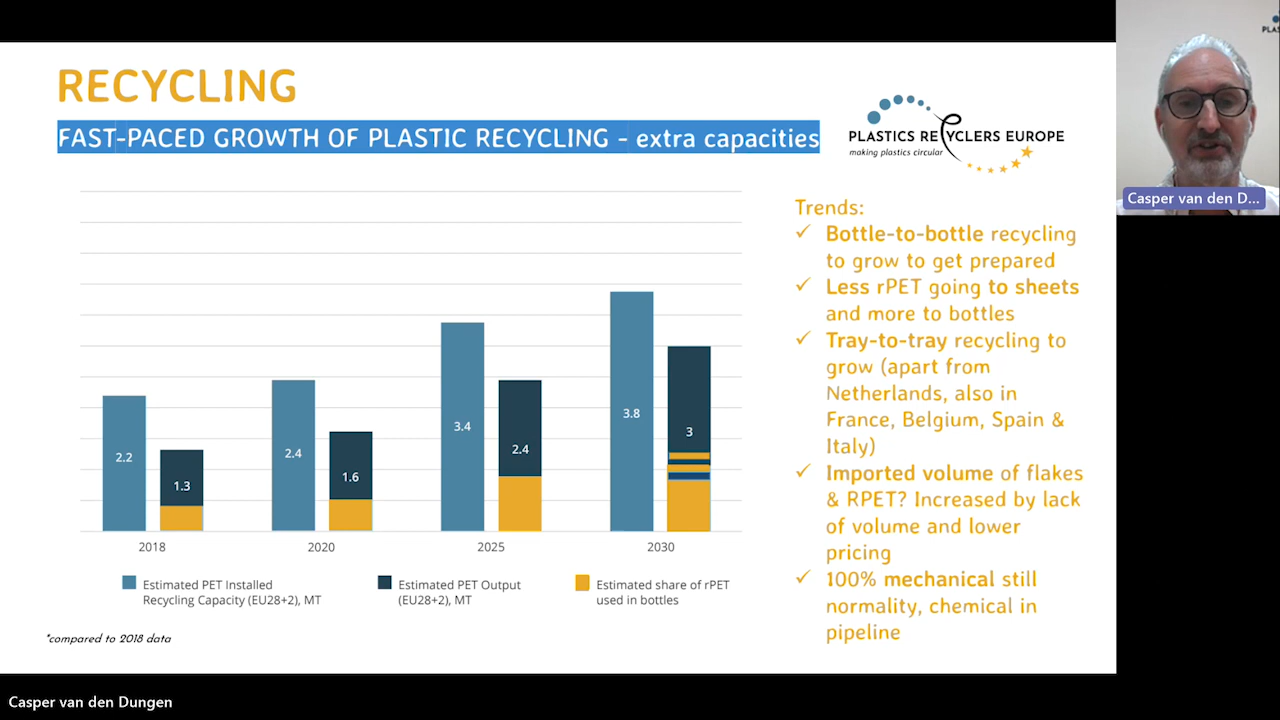 RECYCLING
FAST-PACED GROWTH OF PLASTIC RECYCLING - extra capacities
PLASTICS RECYCLERS EUROPE
making plastics circular
2.2
1.3
2.4
1.6
3.4
2.4
3.8
3
2018
2020
2025
2030
Estimated PET Installed
Recycling Capacity (EU28+2), MT
Estimated PET Output
(EU28+2), MT
Estimated share of rPET
used in bottles
*compared to 2018 data
Trends:
✓ Bottle-to-bottle recycling
to grow to get prepared
✓ Less rPET going to sheets
and more to bottles
✓ Tray-to-tray recycling to
grow (apart from
Netherlands, also in
France, Belgium, Spain &
Italy)
✓ Imported volume of flakes
& RPET? Increased by lack
of volume and lower
pricing
✓ 100% mechanical still
normality, chemical in
pipeline
PLAS
Casper van den D...
Casper van den Dungen